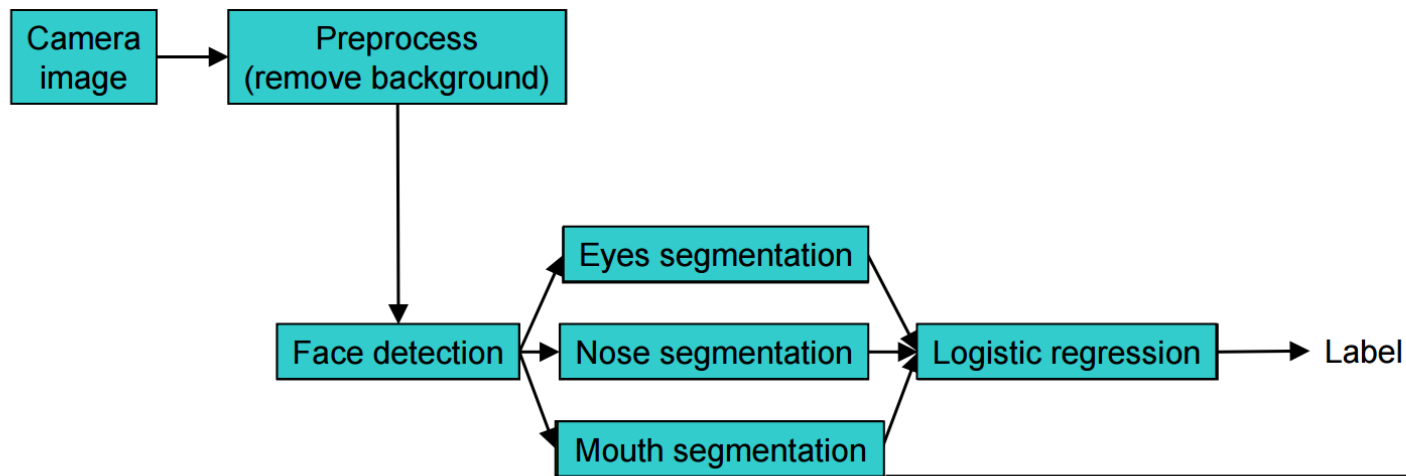 Camera
image
Preprocess
(remove background)
Eyes segmentation
Face detection
Nose segmentation
Logistic regression
Label
Mouth segmentation